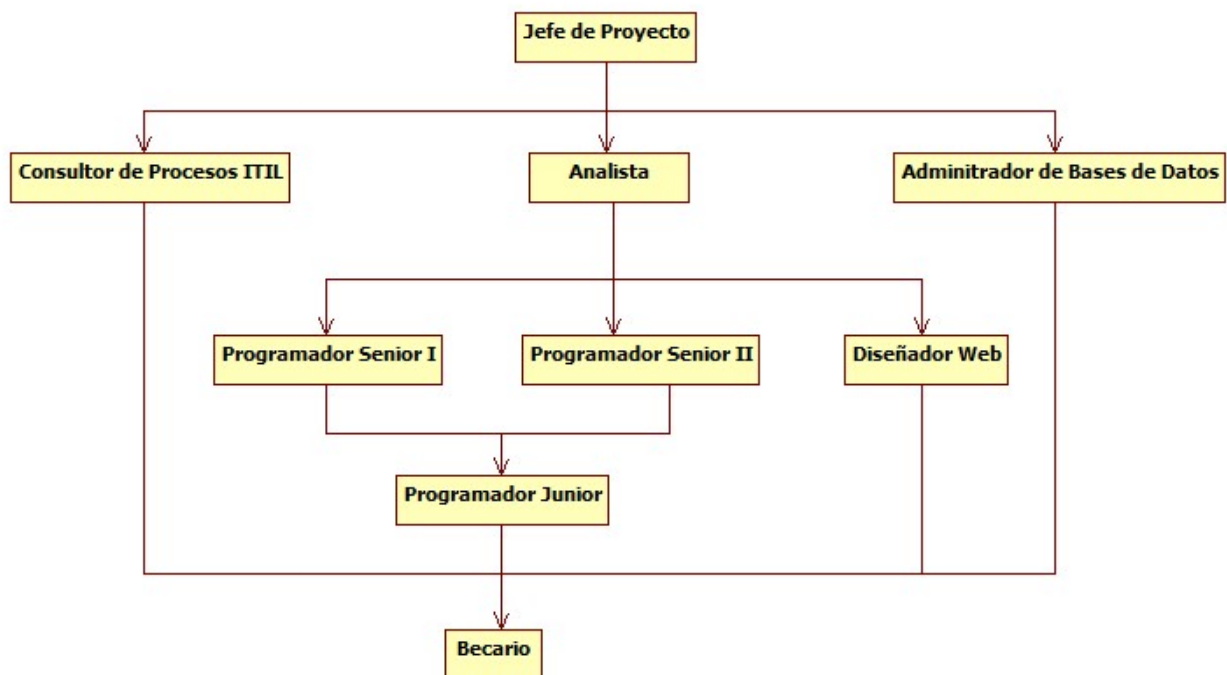 Jefe de Proyecto
Consultor de Procesos ITIL
Analista
Adminitrador de Bases de Datos
Programador Senior I
Programador Senior II
Diseñador Web
Programador Junior
Becario